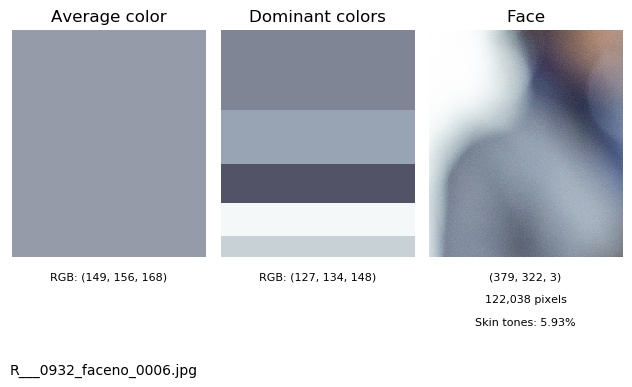 Average color
Dominant colors
Face
RGB: (149, 156, 168)
RGB: (127, 134, 148)
(379, 322, 3)
122,038 pixels
Skin tones: 5.93%
R___0932_faceno_0006.jpg